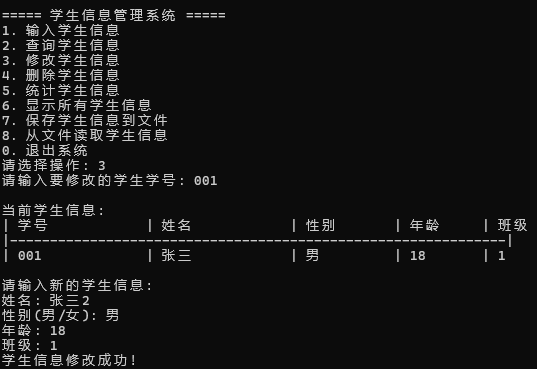 ===== 学生信息管理系统 =====
1. 输入学生信息
2. 查询学生信息
3. 修改学生信息
4. 删除学生信息
5. 统计学生信息
6. 显示所有学生信息
7. 保存学生信息到文件
8. 从文件读取学生信息
0. 退出系统
请选择操作: 3
请输入要修改的学生学号: 001
当前学生信息:
| 学号 | 姓名 | 性别 | 年龄 | 班级
|--------------------------------------------------------------|
| 001 | 张三 | 男 | 18 | 1
请输入新的学生信息:
姓名: 张三2
性别(男/女): 男
年龄: 18
班级: 1
学生信息修改成功!